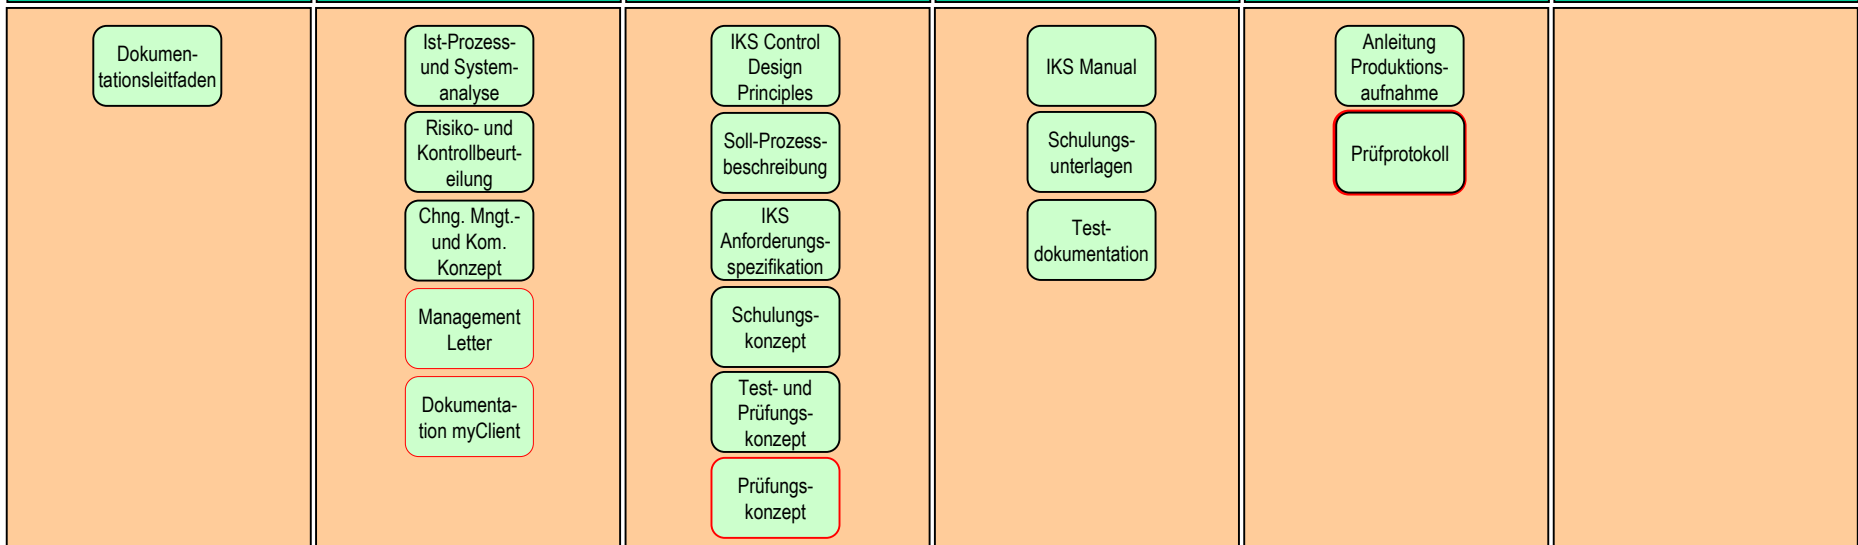 Dokumen-
tationsleitfaden
Ist-Prozess-
und System-
analyse
Risiko- und
Kontrollbeurt-
eilung
Chng. Mngt.-
und Kom.
Konzept
Management
Letter
Dokumenta-
tion myClient
IKS Control
Design
Principles
Soll-Prozess-
beschreibung
IKS
Anforderungs-
spezifikation
Schulungs-
konzept
Test- und
Prüfungs-
konzept
Prüfungs-
konzept
IKS Manual
Schulungs-
unterlagen
Test-
dokumentation
Anleitung
Produktions-
aufnahme
Prüfprotokoll